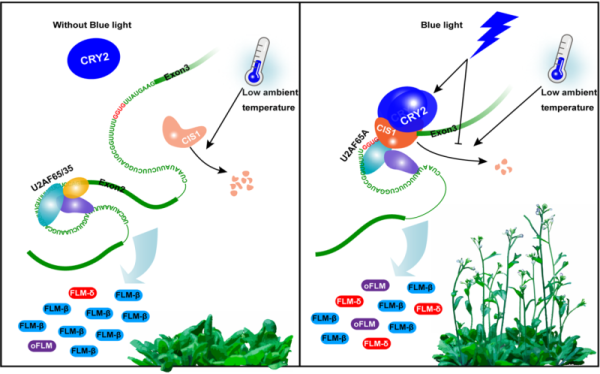 Without Blue light
CRY2
Exon3
Low ambient
temperature
CIS1
U2AF65/35
Exon2
FLM-δ
FLM-β
FLM-β
FLM-β
FLM-β
FLM-β
FLM-β
FLM-β
FLM-β
oFLM
FLM-β
Blue light
CRY2
Low ambient
temperature
CIS1
Exon3
U2AF65A
oFLM
FLM-β
FLM-δ
FLM-β
FLM-δ
FLM-β
oFLM
FLM-β
FLM-β
FLM-δ